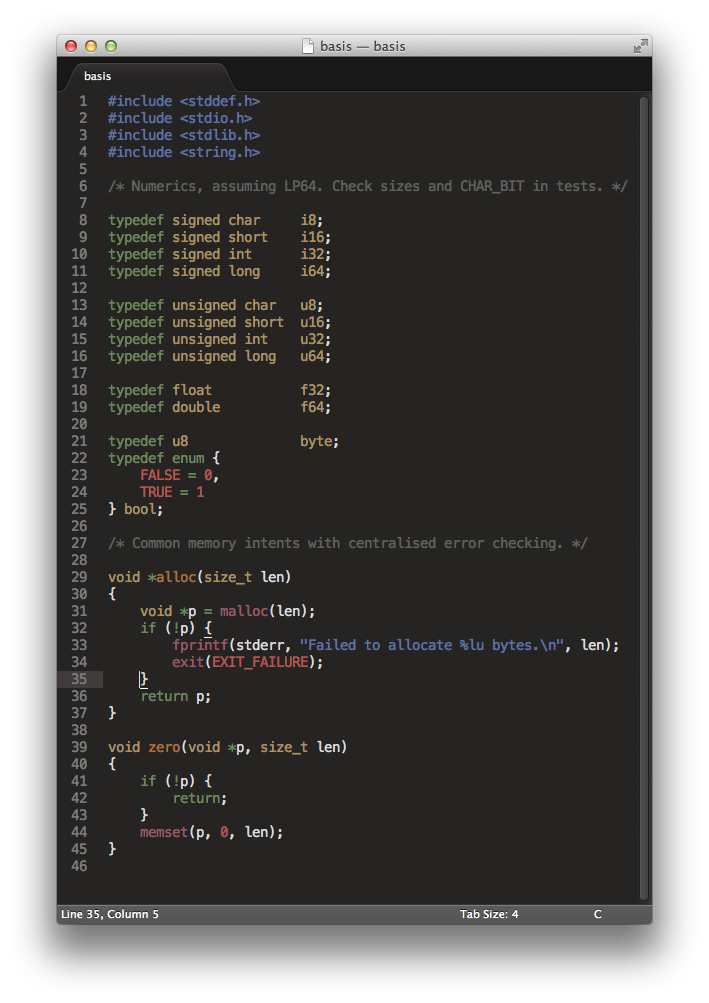 basis — basis
basis
1 #include <stddef.h>
2 #include <stdio.h>
3 #include <stdlib.h>
4 #include <string.h>
5
6 /* Numerics, assuming LP64. Check sizes and CHAR_BIT in tests. */
7
8 typedef signed char     i8;
9 typedef signed short    i16;
10 typedef signed int      i32;
11 typedef signed long     i64;
12
13 typedef unsigned char   u8;
14 typedef unsigned short  u16;
15 typedef unsigned int    u32;
16 typedef unsigned long   u64;
17
18 typedef float           f32;
19 typedef double          f64;
20
21 typedef u8              byte;
22 typedef enum {
23     FALSE = 0,
24     TRUE = 1
25 } bool;
26
27 /* Common memory intents with centralised error checking. */
28
29 void *alloc(size_t len)
30 {
31     void *p = malloc(len);
32     if (!p) {
33         fprintf(stderr, "Failed to allocate %lu bytes.\n", len);
34         exit(EXIT_FAILURE);
35     }
36     return p;
37 }
38
39 void zero(void *p, size_t len)
40 {
41     if (!p) {
42         return;
43     }
44     memset(p, 0, len);
45 }
46
Line 35, Column 5 Tab Size: 4 C